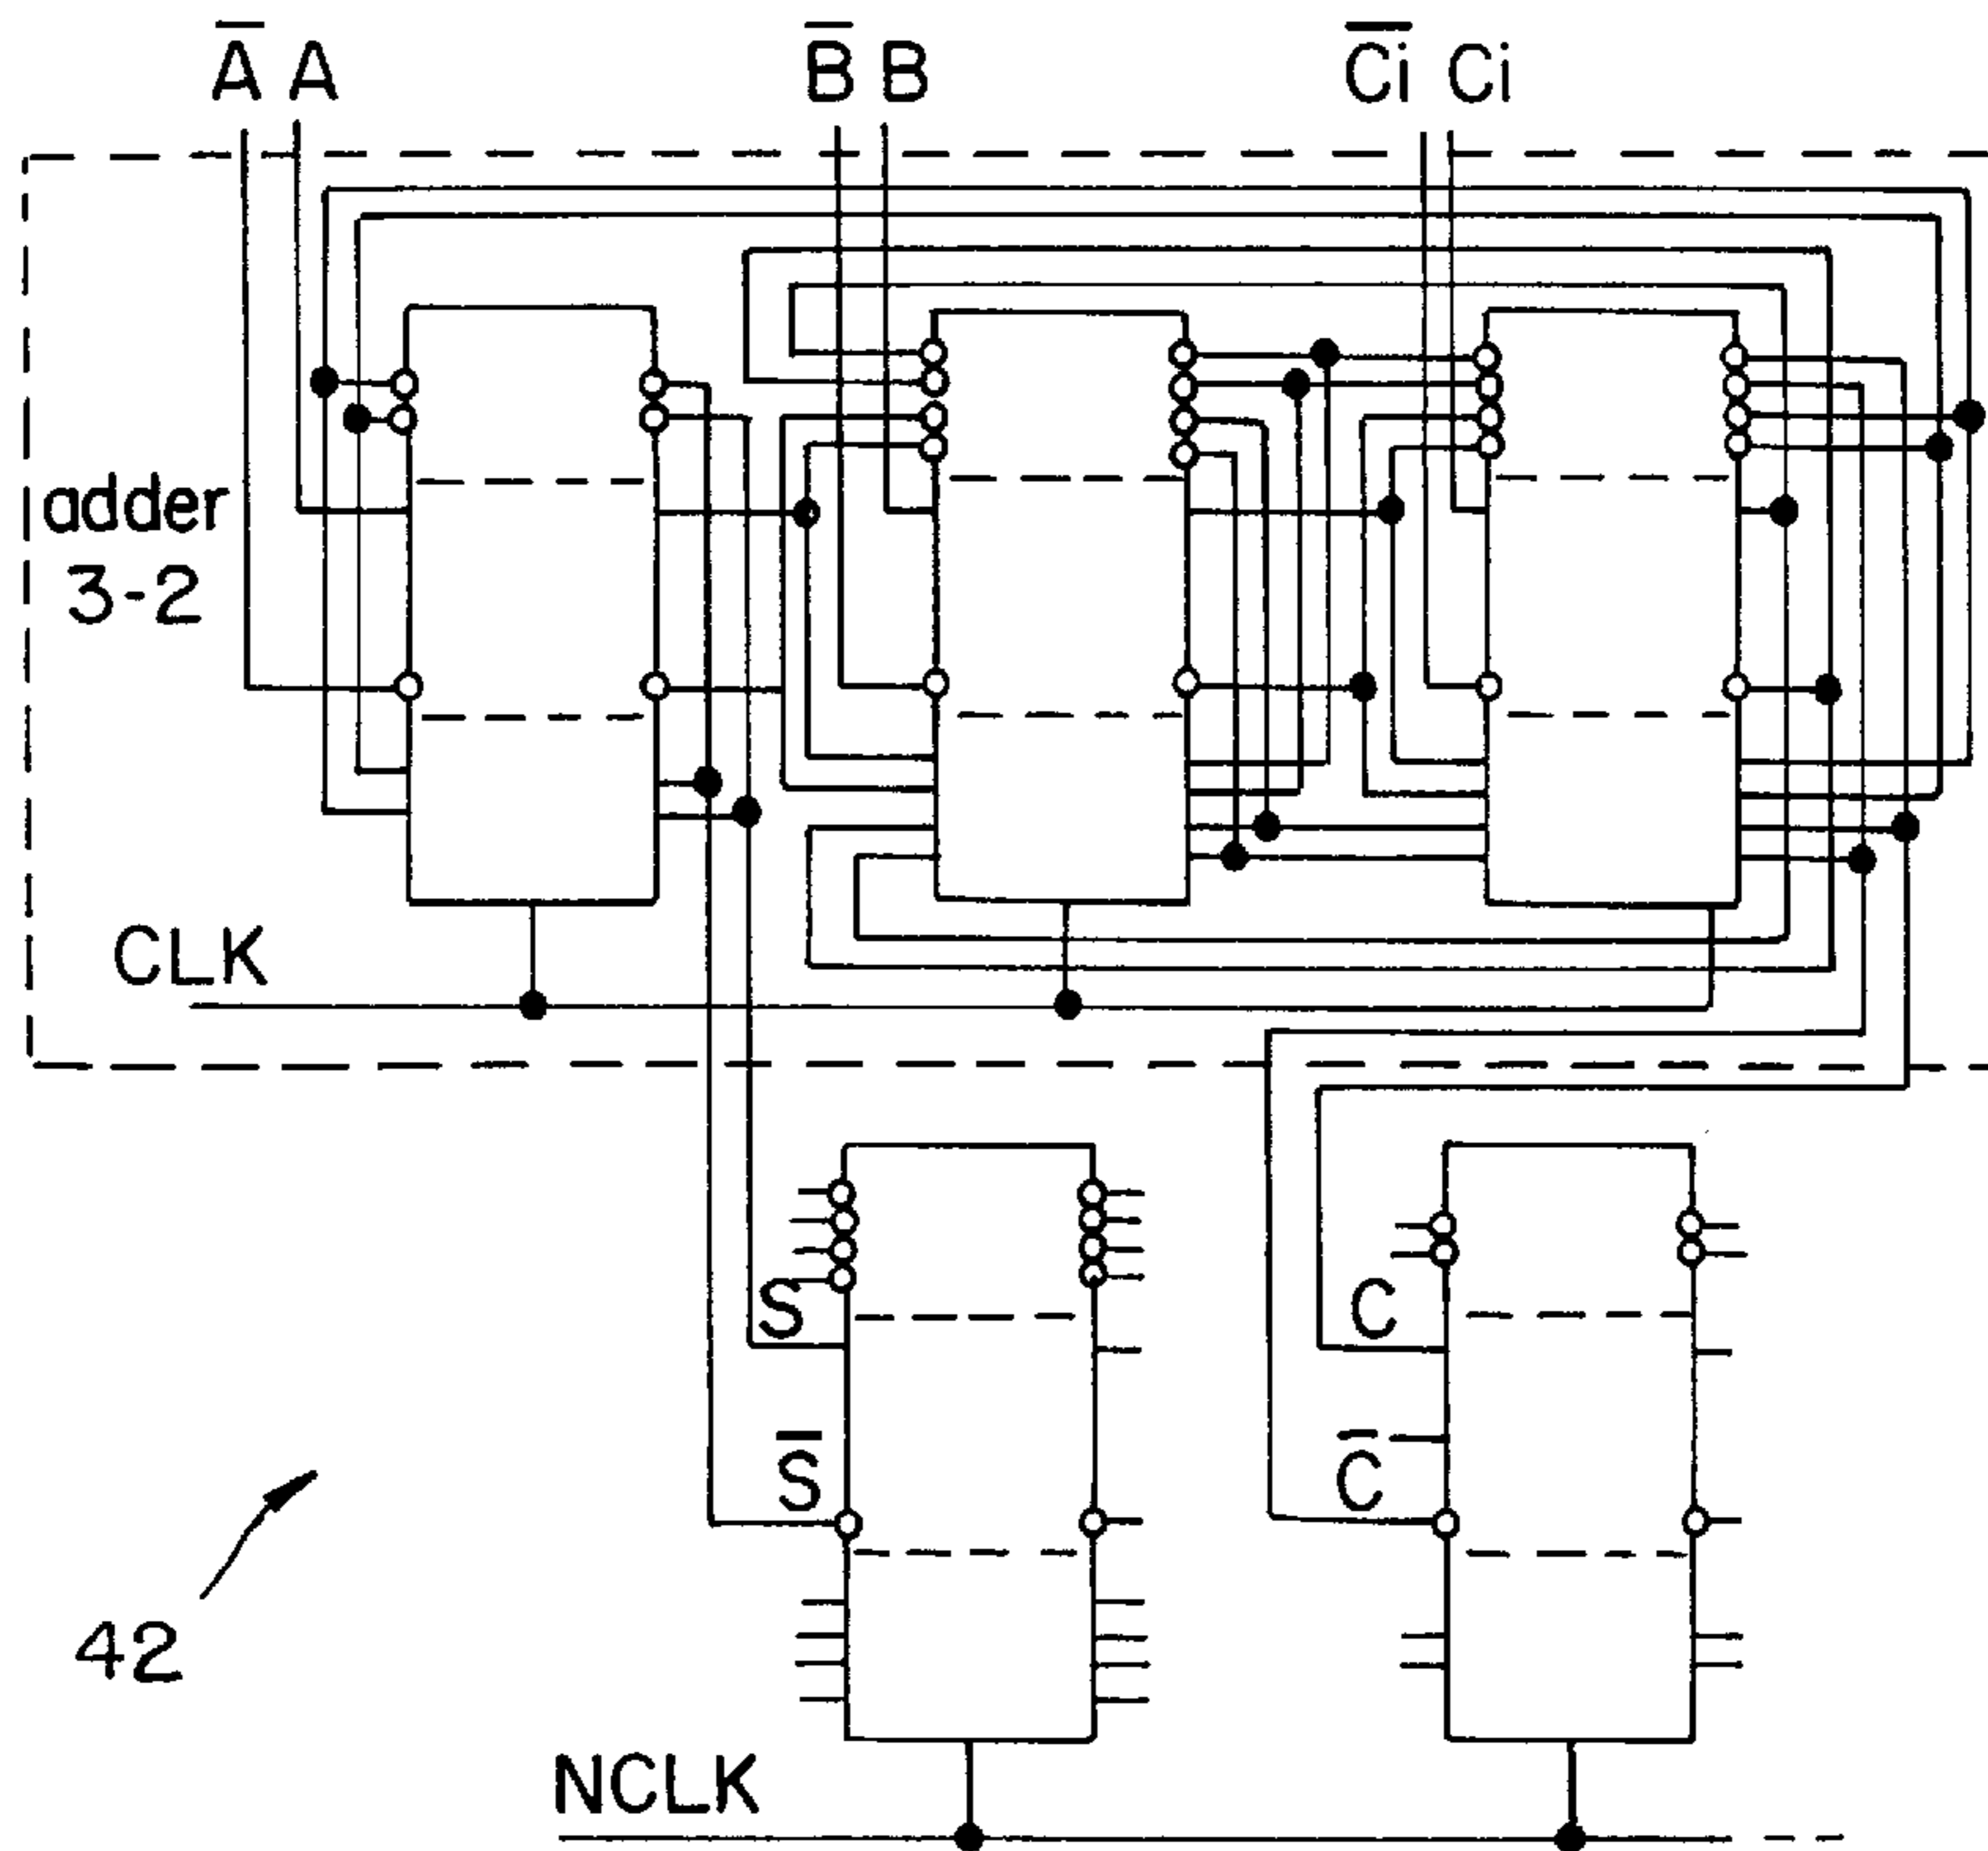 A̅ A B̅ B C̅i̅ Ci
adder
3-2
CLK
S C
S̅ C̅
42
NCLK